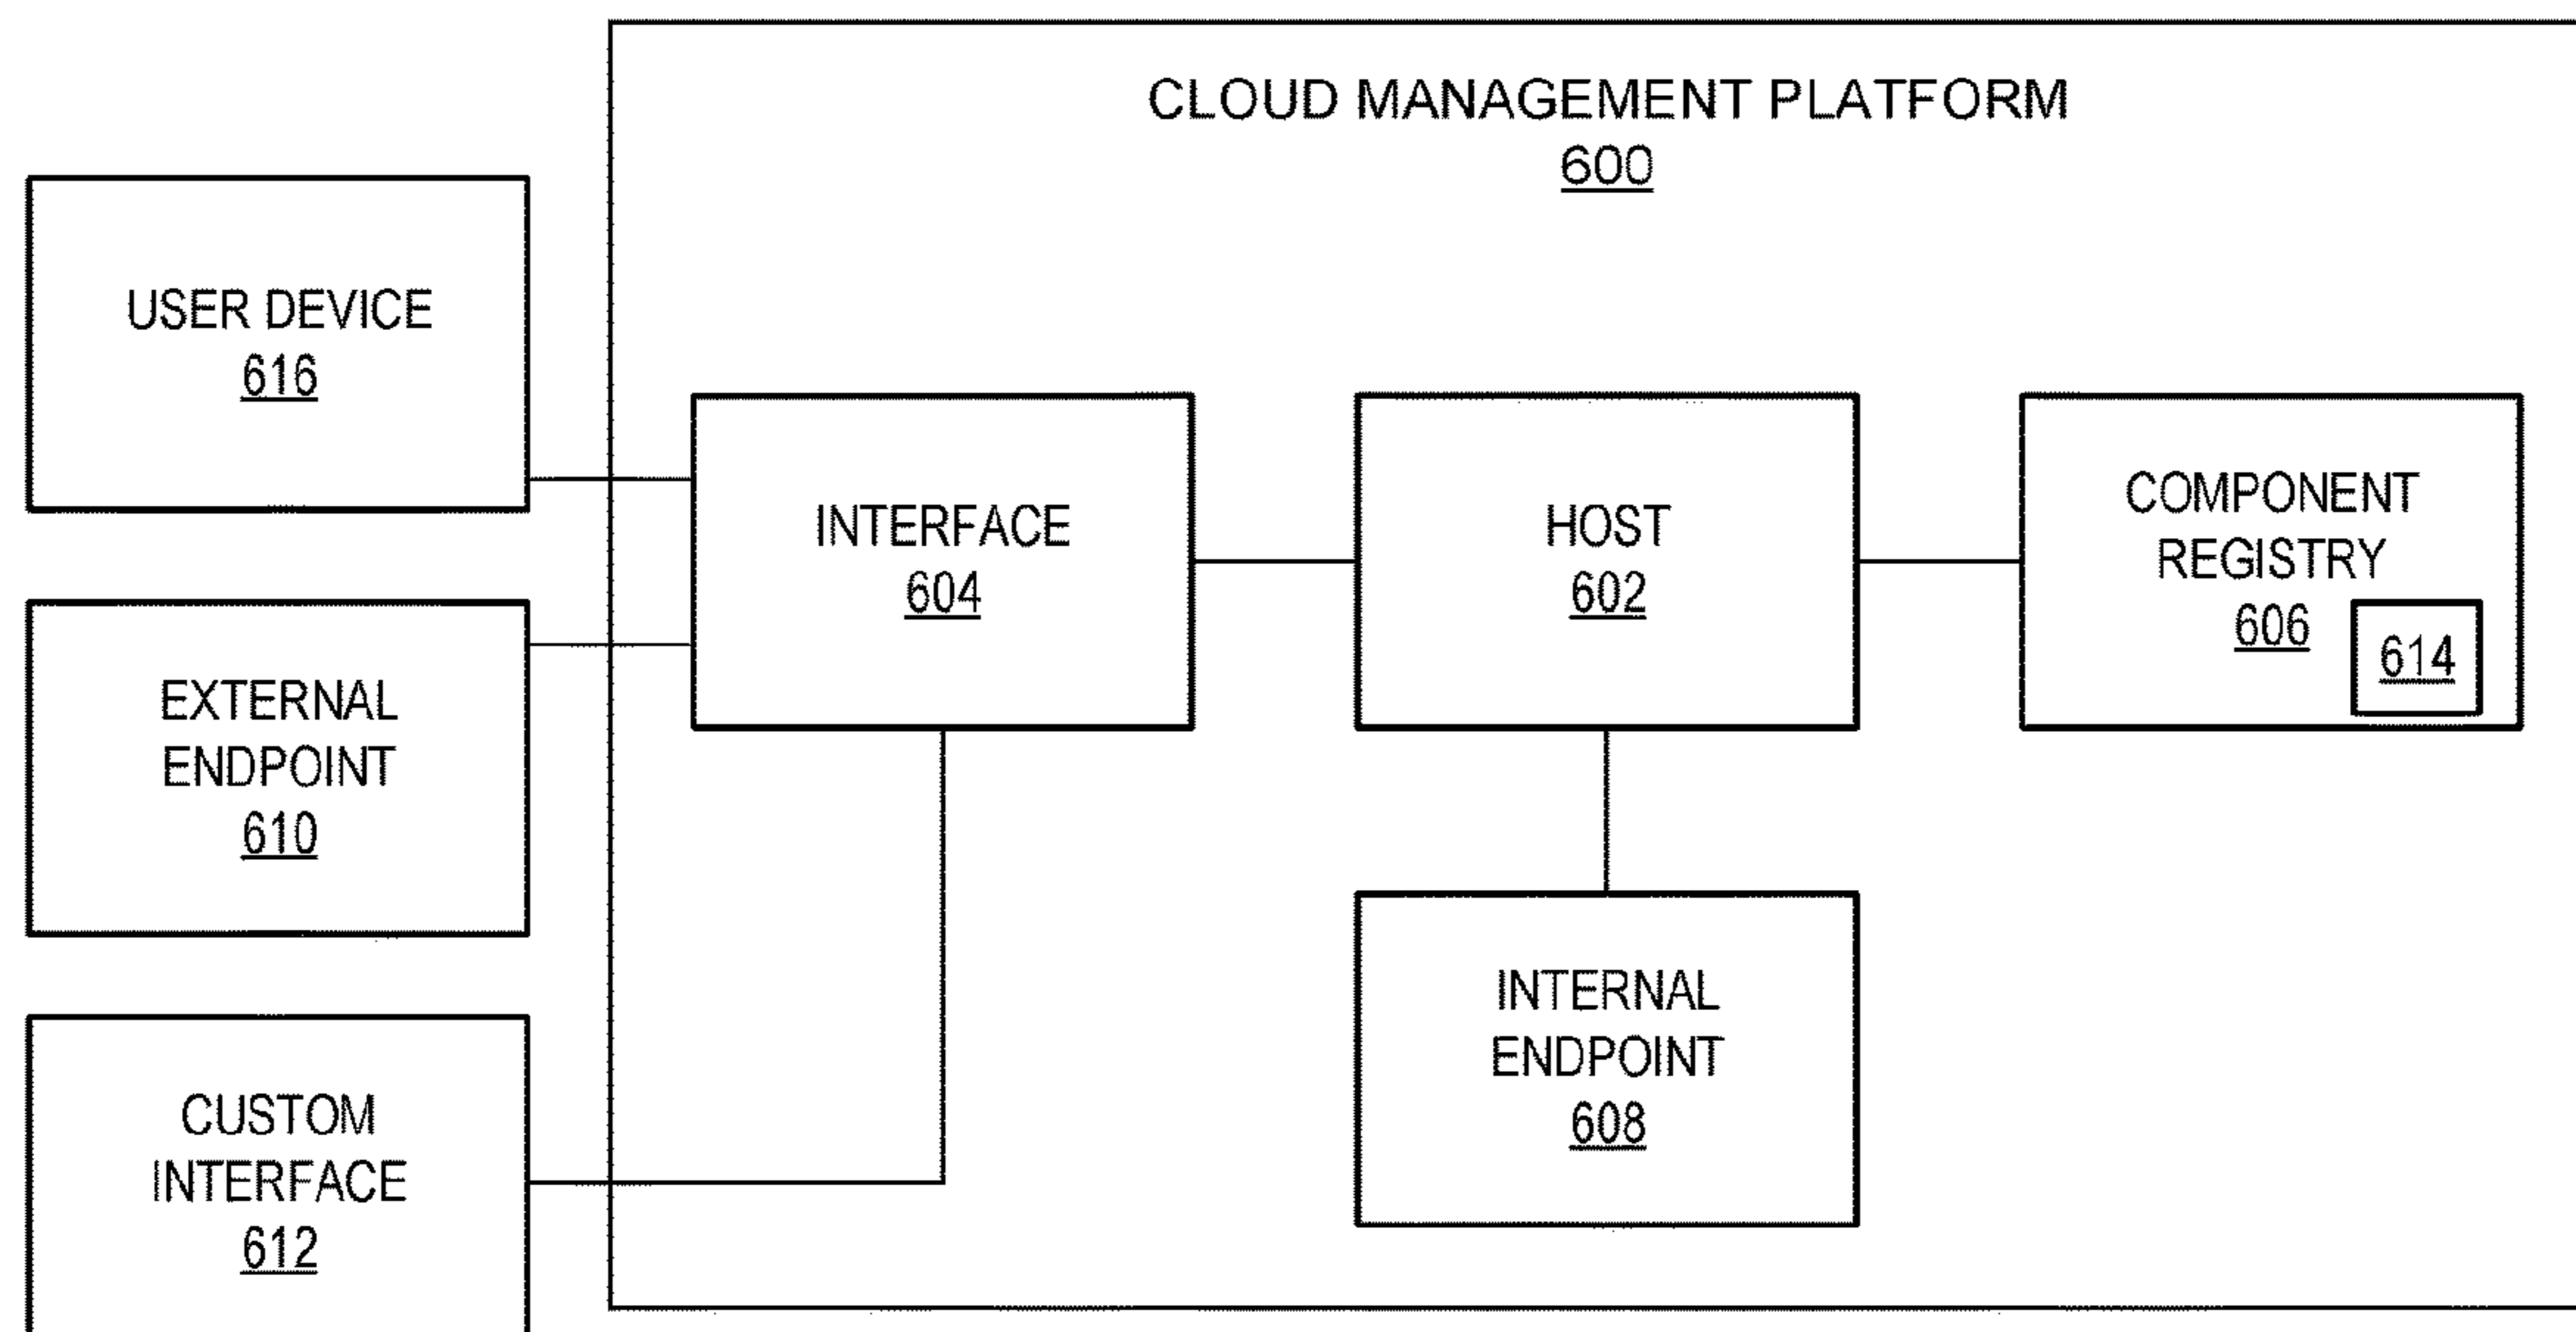 CLOUD MANAGEMENT PLATFORM
600
USER DEVICE
616
INTERFACE
604
HOST
602
COMPONENT
REGISTRY
606
614
EXTERNAL
ENDPOINT
610
INTERNAL
ENDPOINT
608
CUSTOM
INTERFACE
612